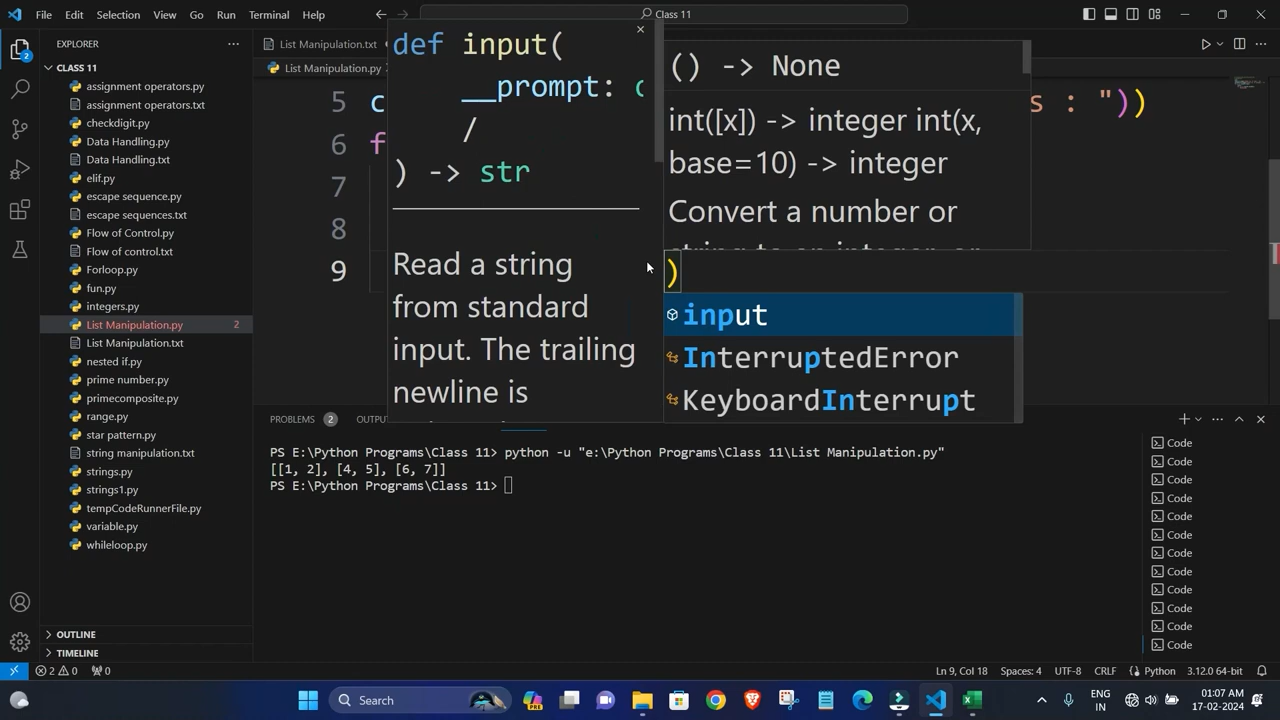 File Edit Selection View Go Run Terminal Help
Class 11
EXPLORER
CLASS 11
assignment operators.py
assignment operators.txt
checkdigit.py
Data Handling.py
Data Handling.txt
elif.py
escape sequence.py
escape sequences.txt
Flow of Control.py
Flow of control.txt
Forloop.py
fun.py
integers.py
List Manipulation.py 2
List Manipulation.txt
nested if.py
prime number.py
primecomposite.py
range.py
star pattern.py
string manipulation.txt
strings.py
strings1.py
tempCodeRunnerFile.py
variable.py
whileloop.py
OUTLINE
TIMELINE
2
List Manipulation.txt
List Manipulation.py
5 c s : "))
6 f
7
8
9 )
def input(
__prompt:
/
) -> str
Read a string
from standard
input. The trailing
newline is
() -> None
int([x]) -> integer int(x,
base=10) -> integer
Convert a number or
string to an integer, or
input
InterruptedError
KeyboardInterrupt
PROBLEMS 2 OUTPU
PS E:\Python Programs\Class 11> python -u "e:\Python Programs\Class 11\List Manipulation.py"
[[1, 2], [4, 5], [6, 7]]
PS E:\Python Programs\Class 11>
Code
Code
Code
Code
Code
Code
Code
Code
Code
Code
Code
Code
2 0 0
Ln 9, Col 18 Spaces: 4 UTF-8 CRLF Python 3.12.0 64-bit
Search
PRE
ENG
IN
01:07 AM
17-02-2024